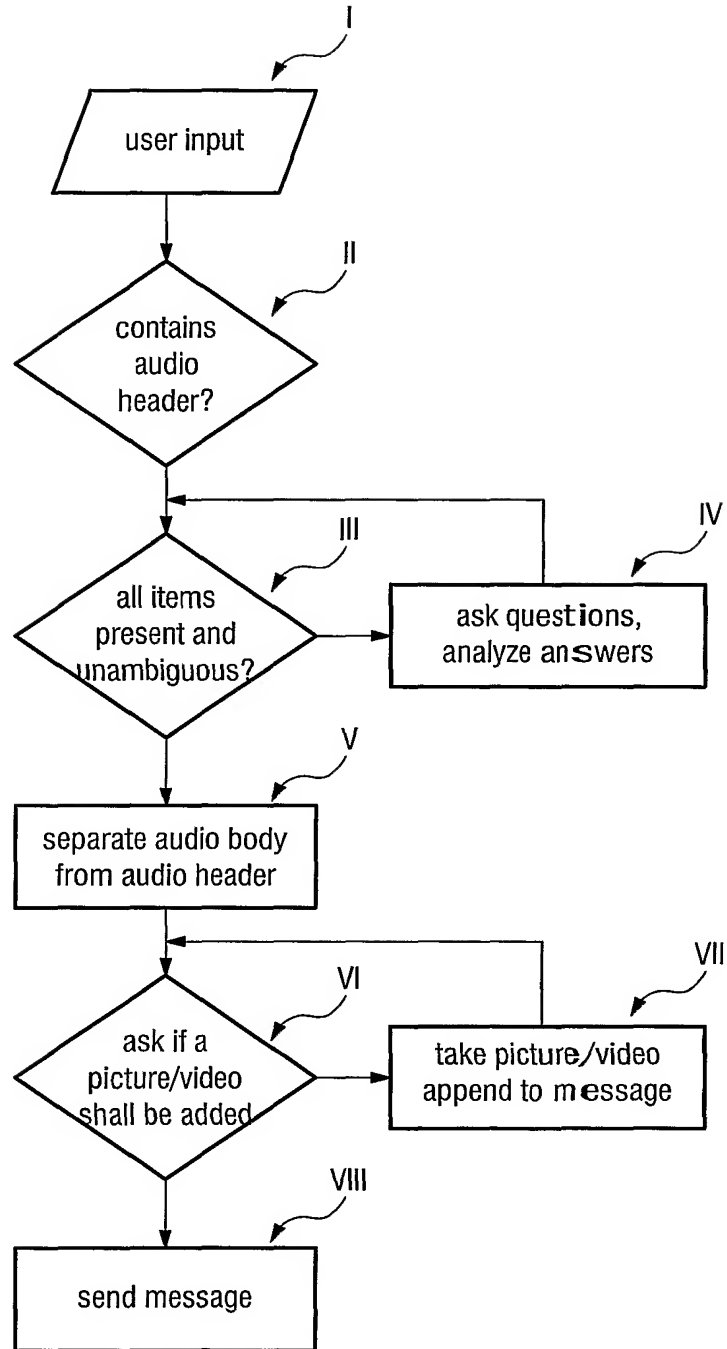 I
user input
II
contains
audio
header?
III
all items
present and
unambiguous?
IV
ask questions,
analyze answers
V
separate audio body
from audio header
VI
ask if a
picture/video
shall be added
VII
take picture/video
append to message
VIII
send message